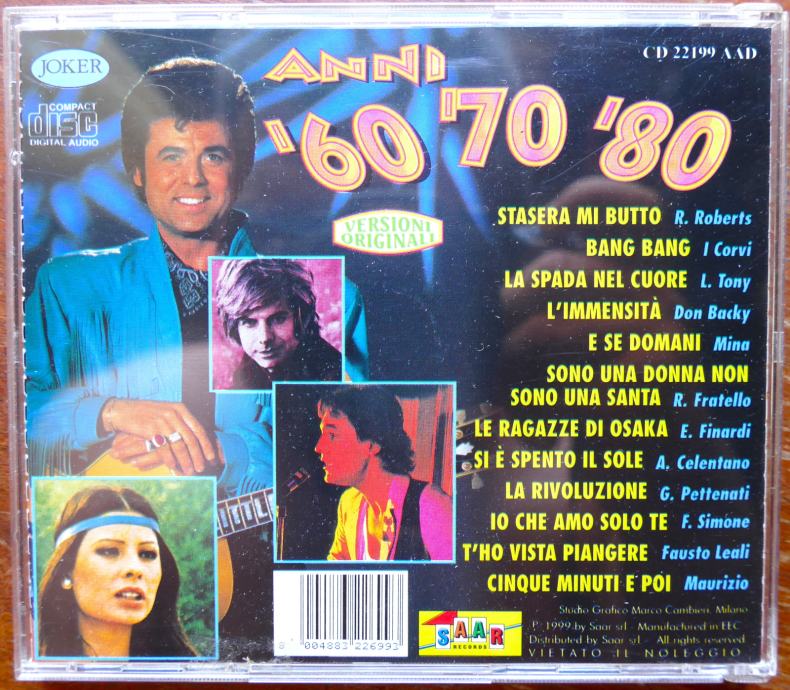 JOKER
COMPACT
disc
DIGITAL AUDIO
CD 22199 AAD
ANNI
'60 '70 '80
VERSIONI
ORIGINALI
STASERA MI BUTTO R. Roberts
BANG BANG I Corvi
LA SPADA NEL CUORE L. Tony
L'IMMENSITÀ Don Backy
E SE DOMANI Mina
SONO UNA DONNA NON
SONO UNA SANTA R. Fratello
LE RAGAZZE DI OSAKA E. Finardi
SI È SPENTO IL SOLE A. Celentano
LA RIVOLUZIONE G. Pettenati
IO CHE AMO SOLO TE F. Simone
T'HO VISTA PIANGERE Fausto Leali
CINQUE MINUTI E POI Maurizio
8 004883 226993
SAAR
RECORDS
Studio Grafico Marco Cambieri, Milano
P 1999 by Saar srl - Manufactured in EEC
Distributed by Saar srl - All rights reserved
VIETATO IL NOLEGGIO